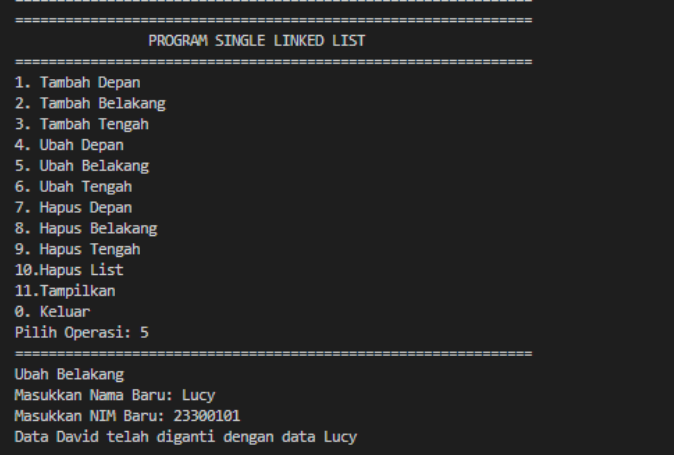 ==============================================================
==============================================================
PROGRAM SINGLE LINKED LIST
==============================================================
1. Tambah Depan
2. Tambah Belakang
3. Tambah Tengah
4. Ubah Depan
5. Ubah Belakang
6. Ubah Tengah
7. Hapus Depan
8. Hapus Belakang
9. Hapus Tengah
10.Hapus List
11.Tampilkan
0. Keluar
Pilih Operasi: 5
==============================================================
Ubah Belakang
Masukkan Nama Baru: Lucy
Masukkan NIM Baru: 23300101
Data David telah diganti dengan data Lucy